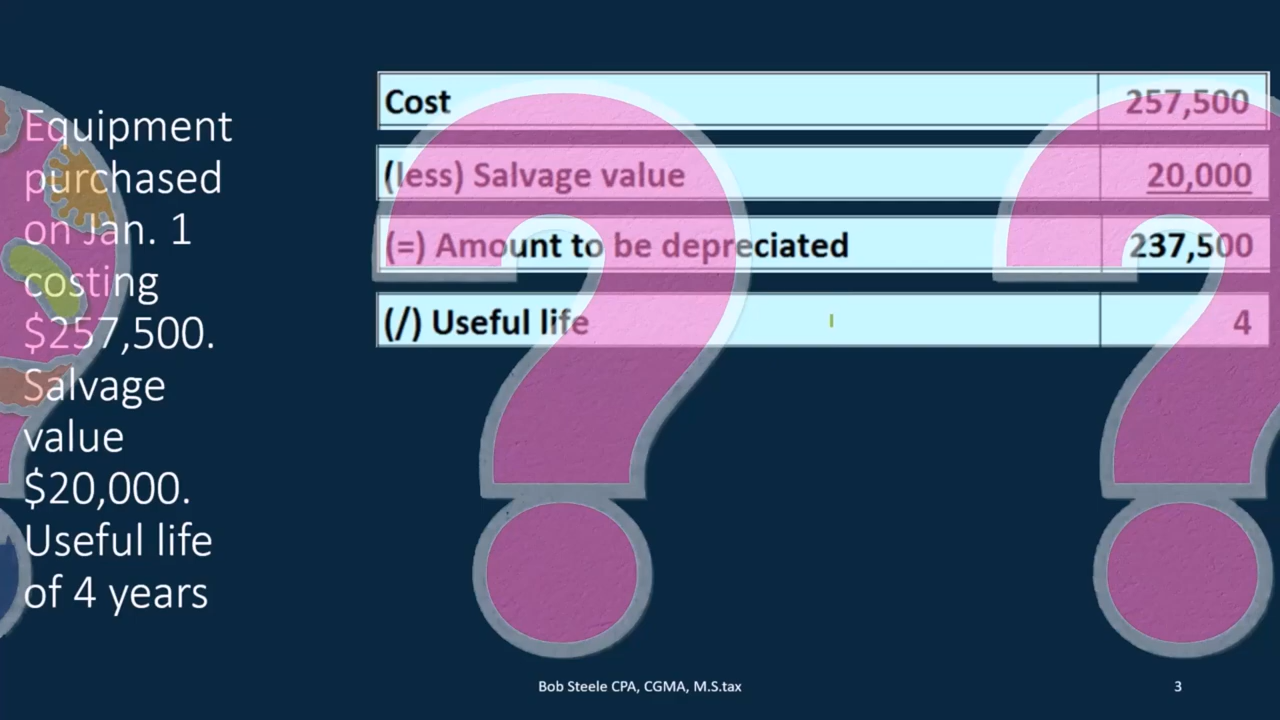 Equipment
purchased
on Jan. 1
costing
$257,500.
Salvage
value
$20,000.
Useful life
of 4 years
Cost 257,500
(less) Salvage value 20,000
(=) Amount to be depreciated 237,500
(/) Useful life 4
Bob Steele CPA, CGMA, M.S.tax 3